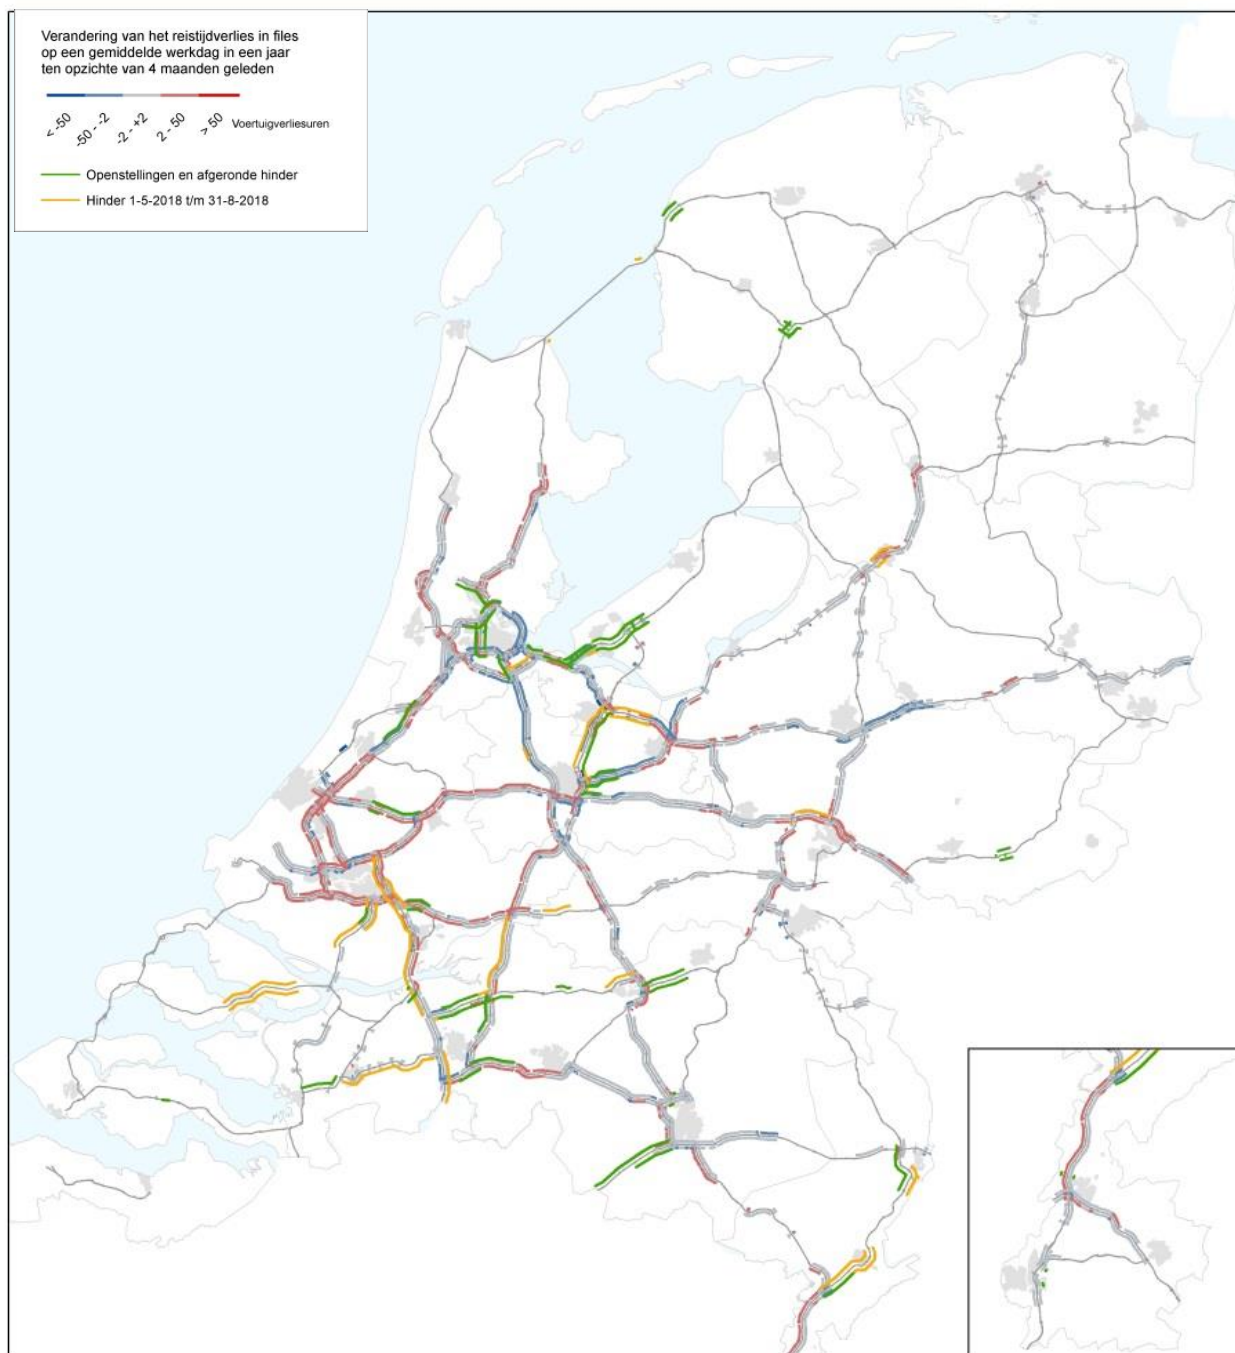 Verandering van het reistijdverlies in files
op een gemiddelde werkdag in een jaar
ten opzichte van 4 maanden geleden
< -50
-50 - -2
-2 - +2
2 - 50
> 50
Voertuigverliesuren
Openstellingen en afgeronde hinder
Hinder 1-5-2018 t/m 31-8-2018